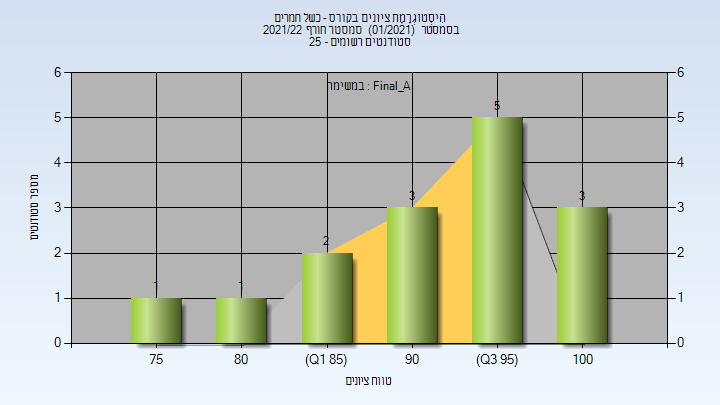 היסטוגרמת ציונים בקורס - כשל חמרים
בסמסטר (01/2021) סמסטר חורף 2021/22
סטודנטים רשומים - 25
במשימה : Final_A
מספר סטודנטים
6 6
5 5
4 4
3 3
2 2
1 1
0 0
1 1 2 3 5 3
75 80 (Q1 85) 90 (Q3 95) 100
טווח ציונים